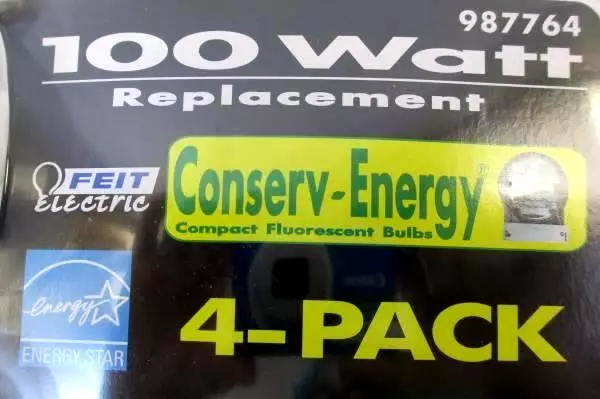 987764
100 Watt
Replacement
FEIT
ELECTRIC
Conserv-Energy
Compact Fluorescent Bulbs
energy
ENERGY STAR
4-PACK